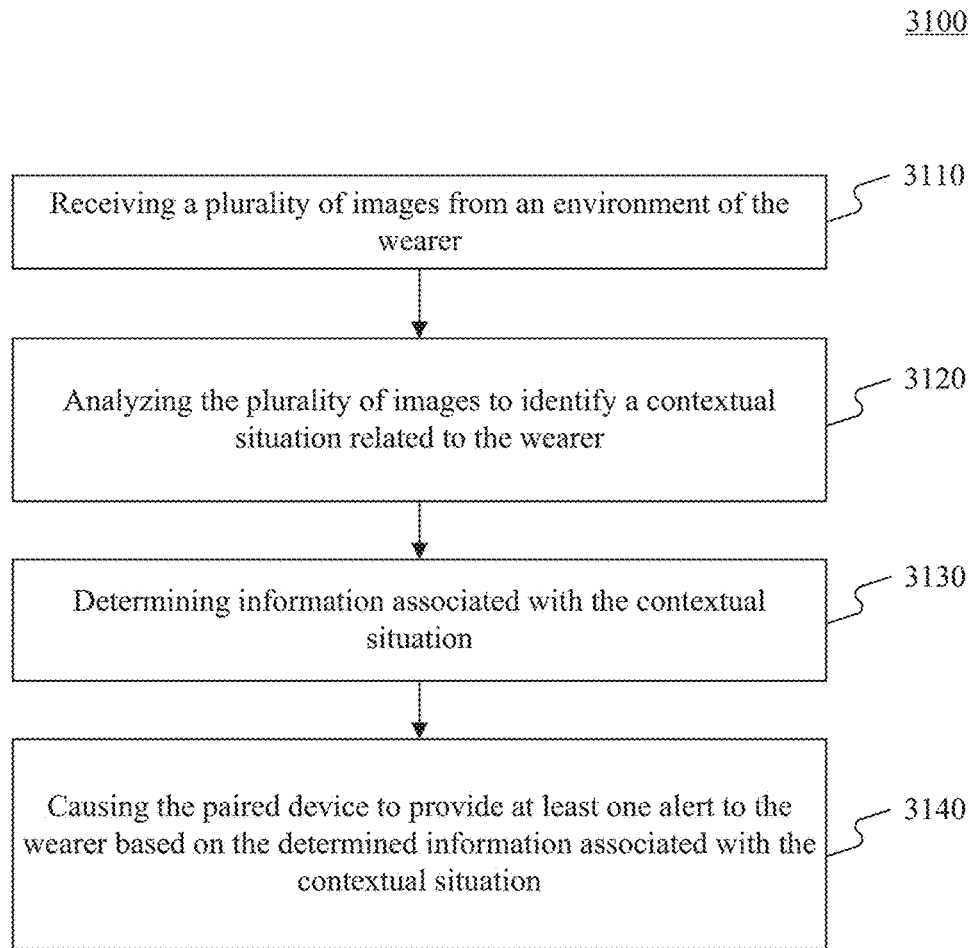 3100
Receiving a plurality of images from an environment of the
wearer
3110
Analyzing the plurality of images to identify a contextual
situation related to the wearer
3120
Determining information associated with the contextual
situation
3130
Causing the paired device to provide at least one alert to the
wearer based on the determined information associated with the
contextual situation
3140